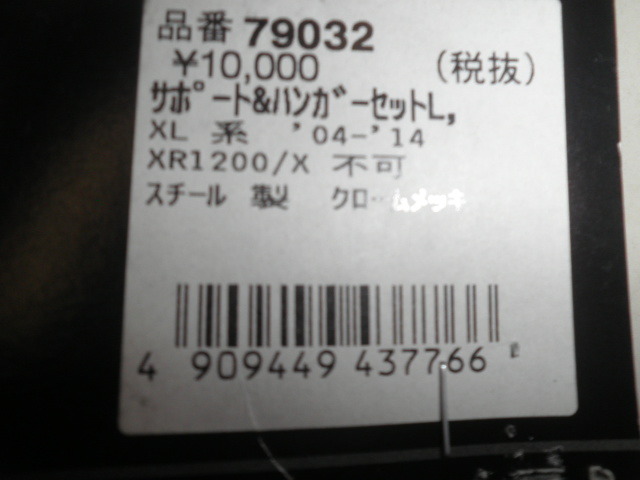 品番 79032
¥10,000 (税抜)
サポート&ハンガーセットL,
XL 系 '04-'14
XR1200/X 不可
スチール 製 クロームメッキ
4 909449 437766